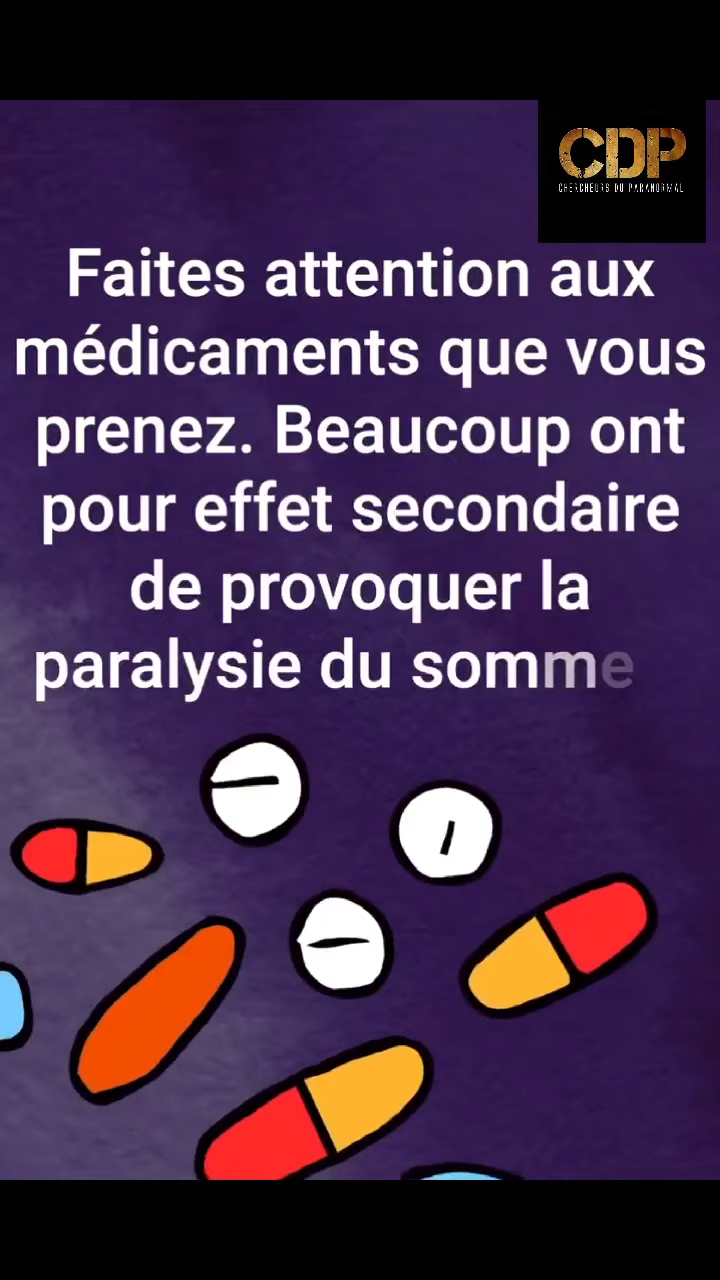 CDP
CHERCHEURS DU PARANORMAL
Faites attention aux
médicaments que vous
prenez. Beaucoup ont
pour effet secondaire
de provoquer la
paralysie du somme